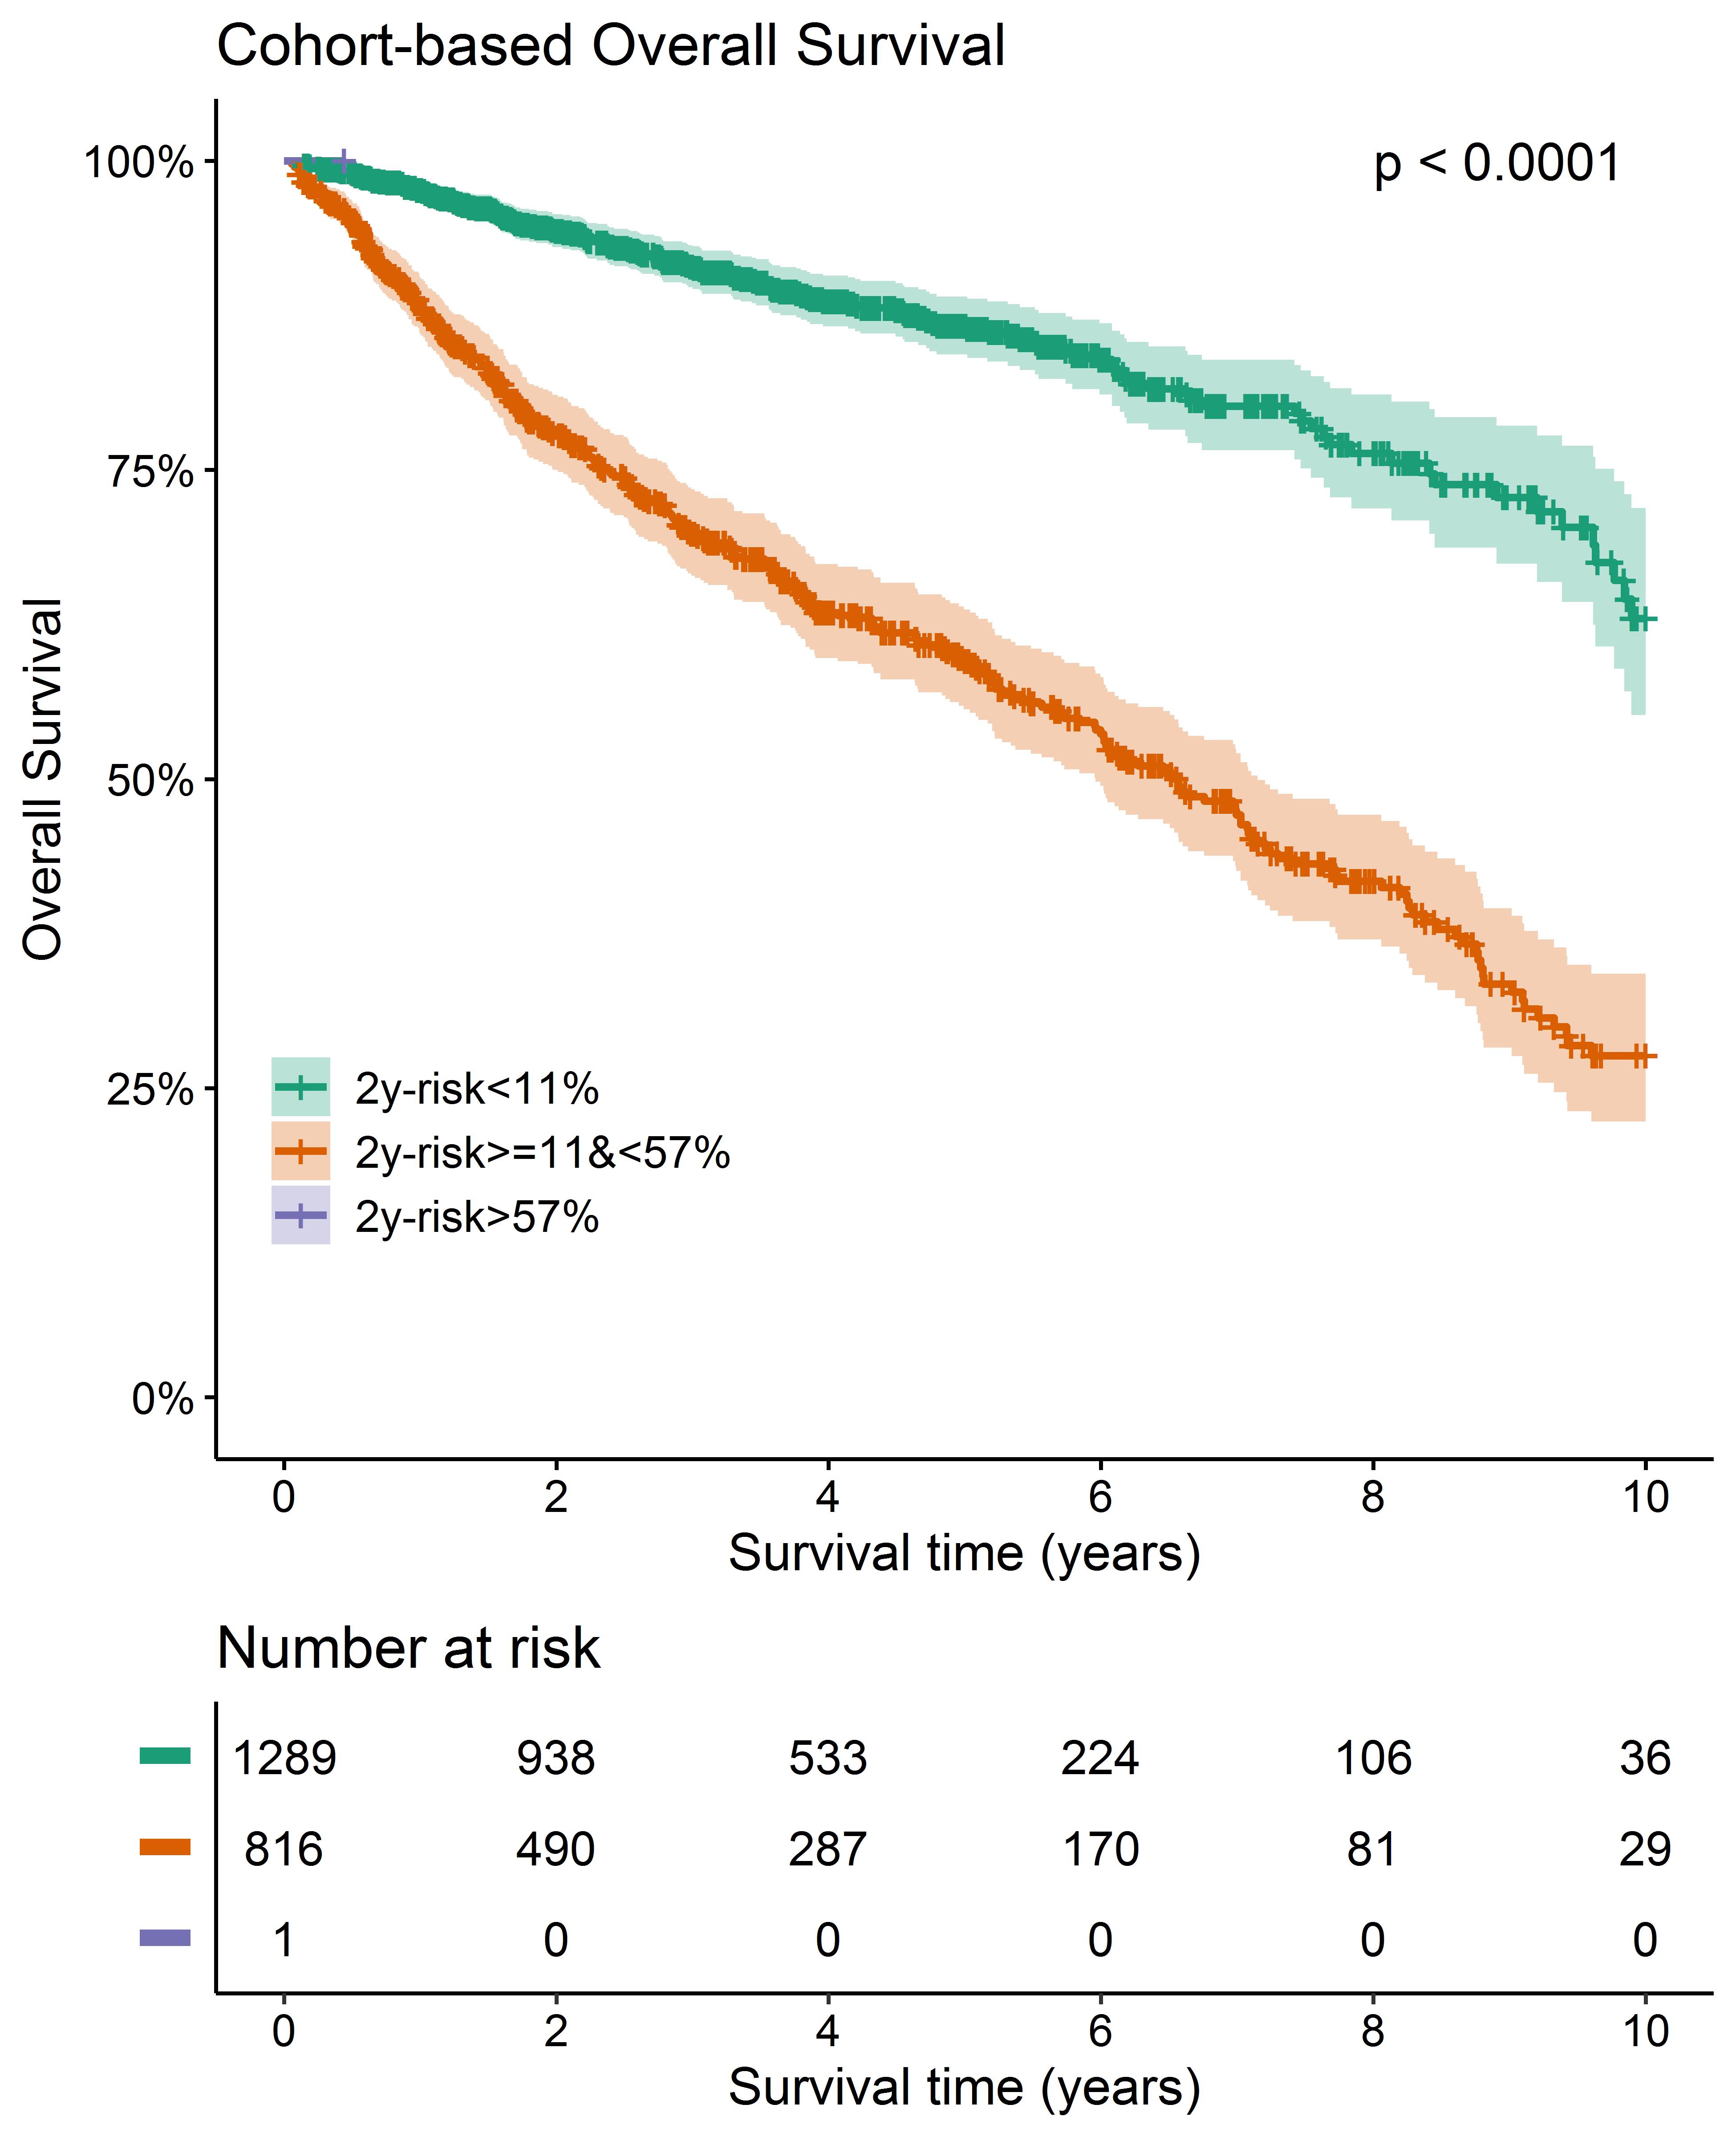 Cohort-based Overall Survival
p < 0.0001
100%
75%
50%
25%
0%
Overall Survival
2y-risk<11%
2y-risk>=11&<57%
2y-risk>57%
0 2 4 6 8 10
Survival time (years)
Number at risk
1289 938 533 224 106 36
816 490 287 170 81 29
1 0 0 0 0 0
0 2 4 6 8 10
Survival time (years)